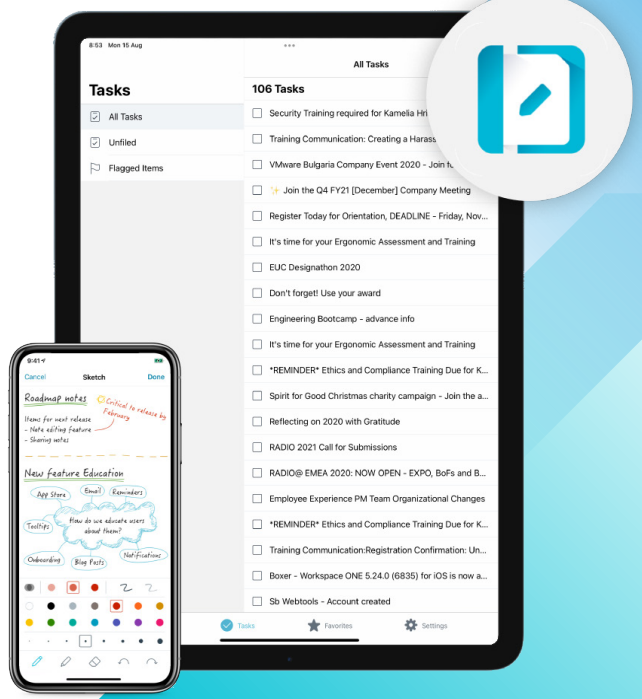 8:53 Mon 15 Aug
All Tasks
Tasks
106 Tasks
All Tasks
Unfiled
Flagged Items
Security Training required for Kamelia
Training Communication: Creating a
VMware Bulgaria Company Event 2020 - Join
✨ Join the Q4 FY21 [December] Company Meeting
Register Today for Orientation, DEADLINE - Friday, Nov...
It's time for your Ergonomic Assessment and Training
EUC Designathon 2020
Don't forget! Use your award
Engineering Bootcamp - advance info
It's time for your Ergonomic Assessment and Training
*REMINDER* Ethics and Compliance Training Due for K...
Spirit for Good Christmas charity campaign - Join the a...
Reflecting on 2020 with Gratitude
RADIO 2021 Call for Submissions
RADIO@ EMEA 2020: NOW OPEN - EXPO, BoFs and B...
Employee Experience PM Team Organizational Changes
*REMINDER* Ethics and Compliance Training Due for K...
Training Communication:Registration Confirmation: Un...
Boxer - Workspace ONE 5.24.0 (6835) for iOS is now a...
Sb Webtools - Account created
Tasks
Favorites
Settings
9:41
Cancel
Sketch
Done
Roadmap notes
Critical to release by
February
Items for next release
- Note editing feature
- Sharing notes
New feature Education
App Store
Email
Reminders
Tooltips
How do we educate users
about them?
Onboarding
Blog Posts
Notifications